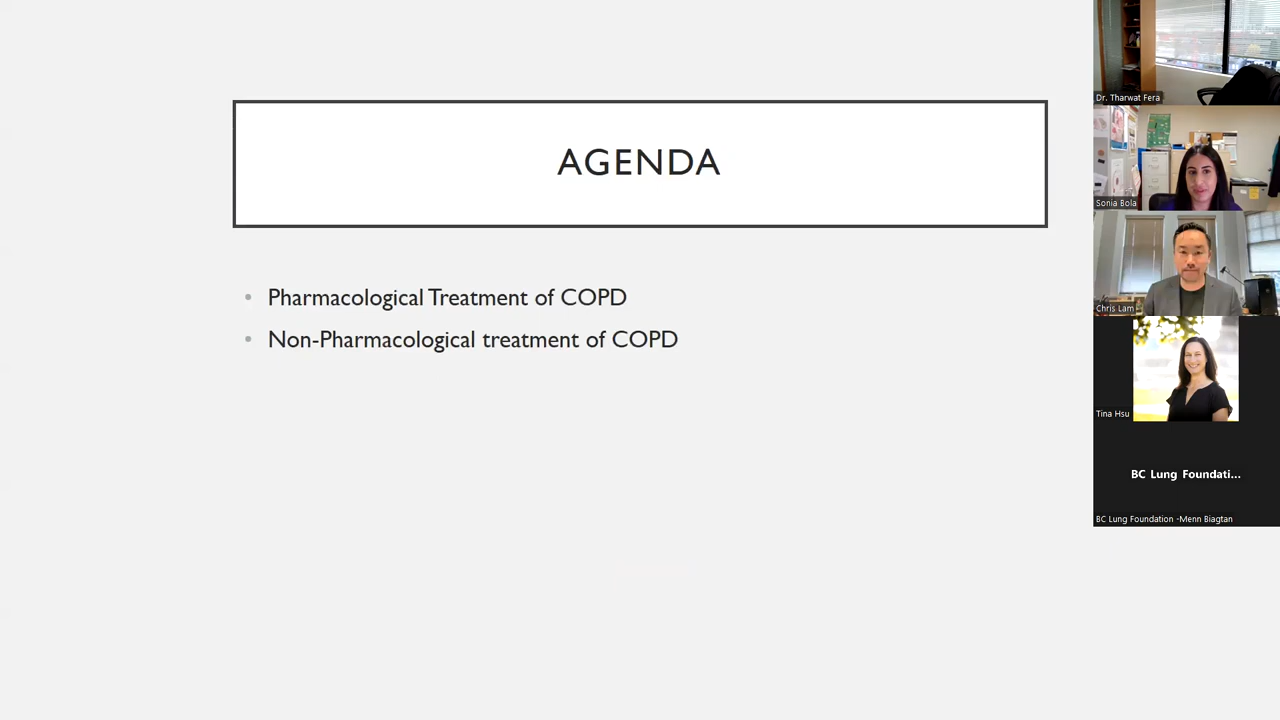 AGENDA
Pharmacological Treatment of COPD
Non-Pharmacological treatment of COPD
Dr. Tharwat Fera
Sonia Bola
Chris Lam
Tina Hsu
BC Lung Foundati...
BC Lung Foundation -Menn Biagtan